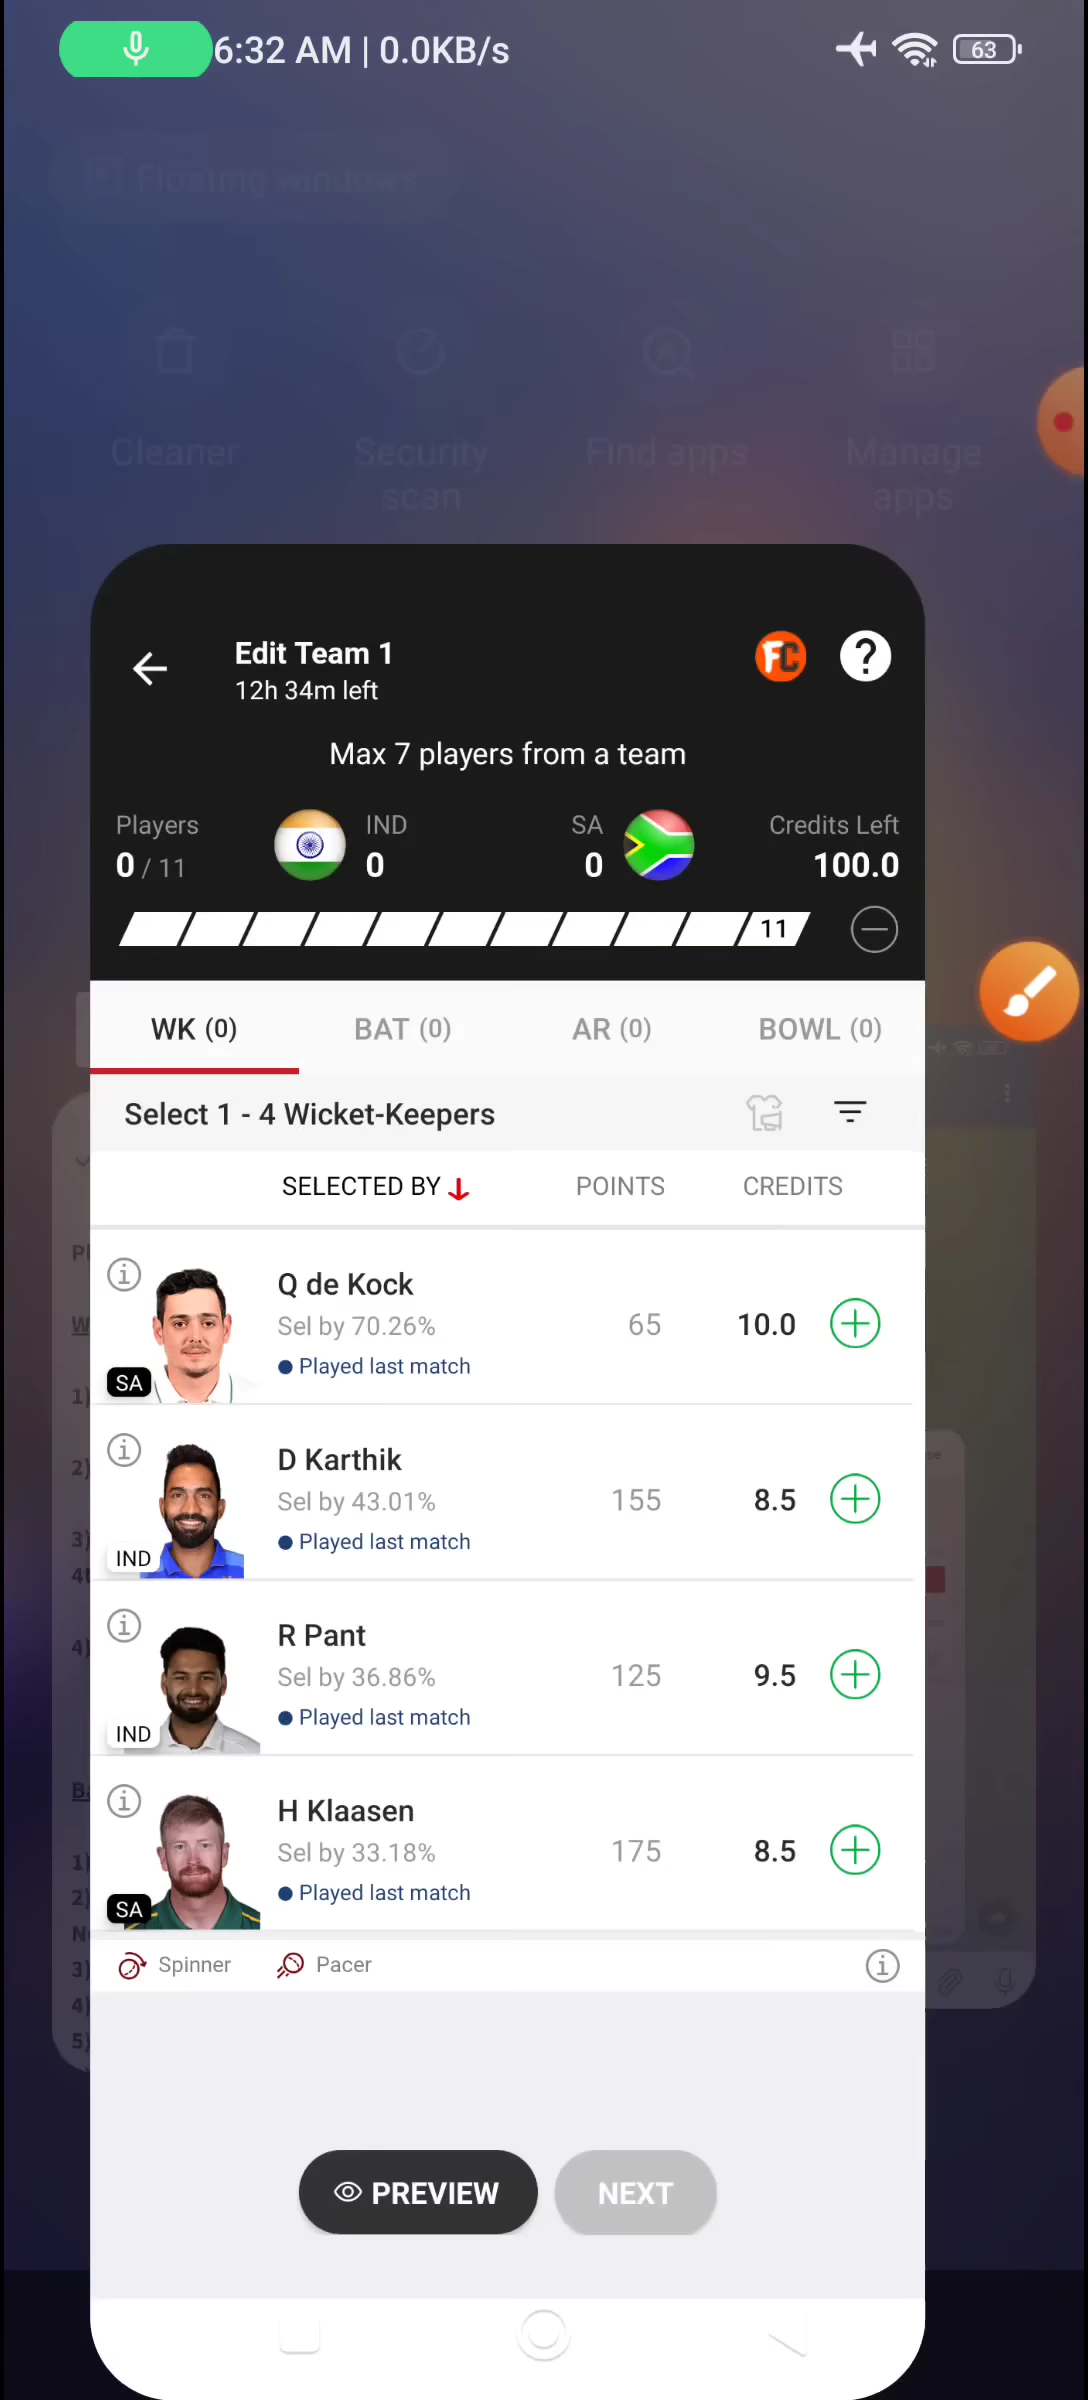 6:32 AM | 0.0KB/s
63
Floating windows
Cleaner
Security scan
Find apps
Manage apps
Edit Team 1
12h 34m left
FC
?
Max 7 players from a team
Players
0 / 11
IND
0
SA
0
Credits Left
100.0
11
WK (0)
BAT (0)
AR (0)
BOWL (0)
Select 1 - 4 Wicket-Keepers
SELECTED BY
POINTS
CREDITS
Q de Kock
Sel by 70.26%
65
10.0
Played last match
SA
D Karthik
Sel by 43.01%
155
8.5
Played last match
IND
R Pant
Sel by 36.86%
125
9.5
Played last match
IND
H Klaasen
Sel by 33.18%
175
8.5
Played last match
SA
Spinner
Pacer
PREVIEW
NEXT